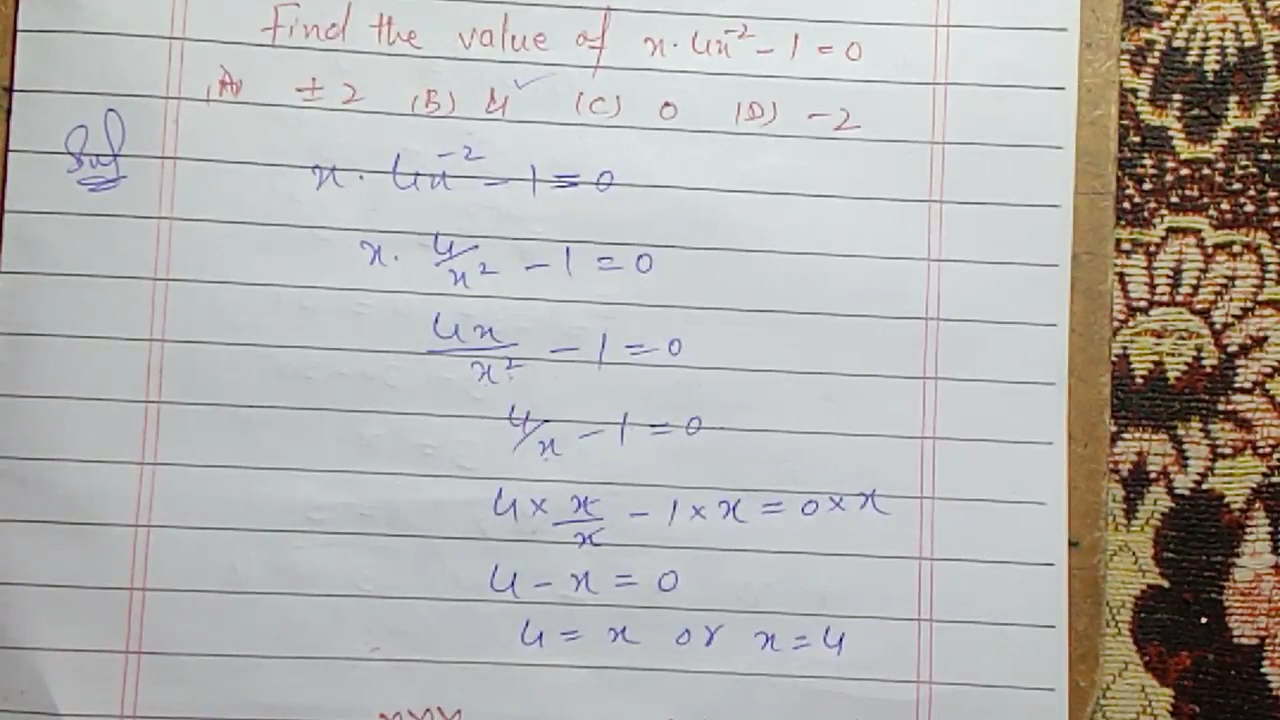 Find the value of x · 4x⁻² - 1 = 0
(A) ± 2 (B) 4 ✓ (C) 0 (D) - 2
Sol
x · 4x⁻² - 1 = 0
x · 4/x² - 1 = 0
4x/x² - 1 = 0
4/x - 1 = 0
4 × x/x - 1 × x = 0 × x
4 - x = 0
4 = x or x = 4